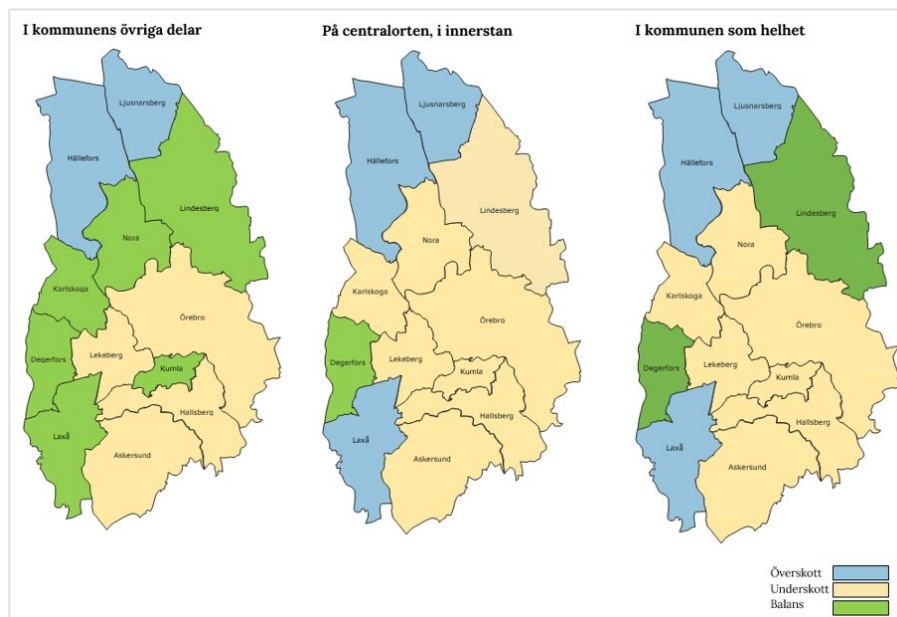 I kommunens övriga delar
Ljusnarsberg
Hällefors
Lindesberg
Nora
Karlskoga
Örebro
Degerfors
Lekeberg
Kumla
Hallsberg
Laxå
Askersund
På centralorten, i innerstan
Ljusnarsberg
Hällefors
Lindesberg
Nora
Karlskoga
Örebro
Degerfors
Lekeberg
Kumla
Hallsberg
Laxå
Askersund
I kommunen som helhet
Ljusnarsberg
Hällefors
Lindesberg
Nora
Karlskoga
Örebro
Degerfors
Lekeberg
Kumla
Hallsberg
Laxå
Askersund
Överskott
Underskott
Balans